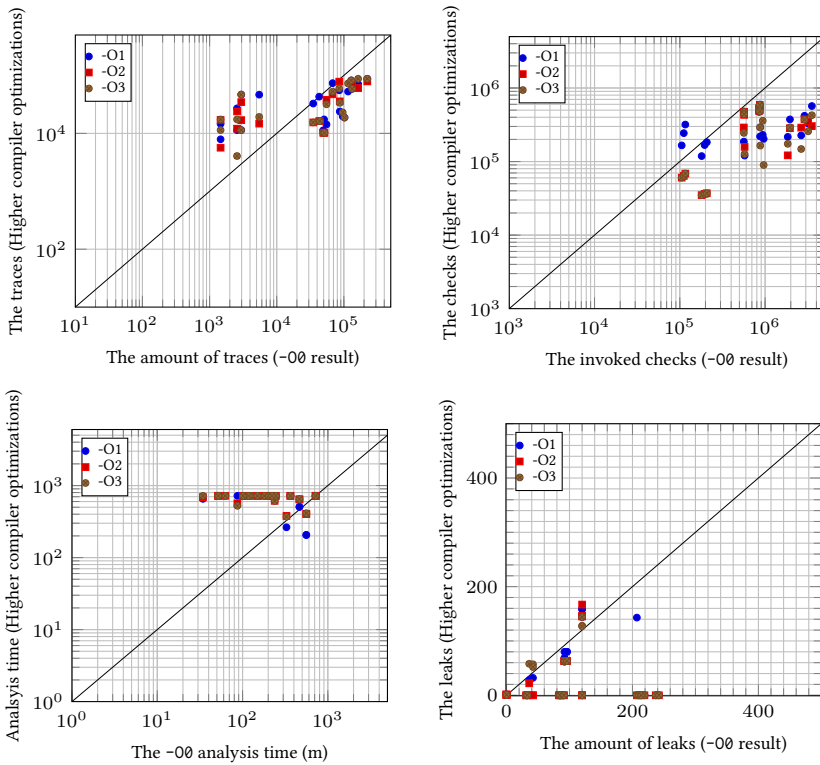 The traces (Higher compiler optimizations)
-O1
-O2
-O3
10^4
10^2
10^1 10^2 10^3 10^4 10^5
The amount of traces (-O0 result)
The checks (Higher compiler optimizations)
-O1
-O2
-O3
10^6
10^5
10^4
10^3
10^3 10^4 10^5 10^6
The invoked checks (-O0 result)
Analsyis time (Higher compiler optimizations)
-O1
-O2
-O3
10^3
10^2
10^1
10^0
10^0 10^1 10^2 10^3
The -O0 analysis time (m)
The leaks (Higher compiler optimizations)
-O1
-O2
-O3
400
200
0
0 200 400
The amount of leaks (-O0 result)